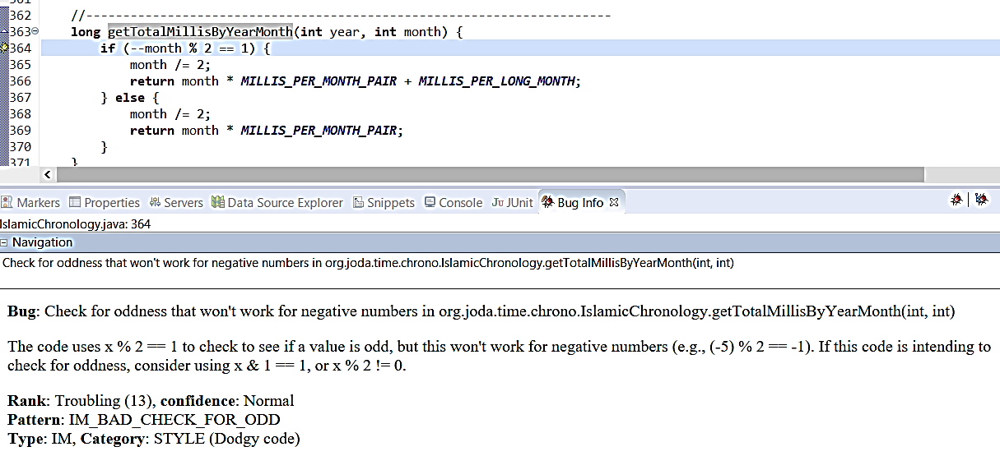 361
362 //-----------------------------------------------------------------------
363 long getTotalMillisByYearMonth(int year, int month) {
364 if (--month % 2 == 1) {
365 month /= 2;
366 return month * MILLIS_PER_MONTH_PAIR + MILLIS_PER_LONG_MONTH;
367 } else {
368 month /= 2;
369 return month * MILLIS_PER_MONTH_PAIR;
370 }
371 }
Markers Properties Servers Data Source Explorer Snippets Console JUnit Bug Info
IslamicChronology.java: 364
Navigation
Check for oddness that won't work for negative numbers in org.joda.time.chrono.IslamicChronology.getTotalMillisByYearMonth(int, int)
Bug: Check for oddness that won't work for negative numbers in org.joda.time.chrono.IslamicChronology.getTotalMillisByYearMonth(int, int)
The code uses x % 2 == 1 to check to see if a value is odd, but this won't work for negative numbers (e.g., (-5) % 2 == -1). If this code is intending to
check for oddness, consider using x & 1 == 1, or x % 2 != 0.
Rank: Troubling (13), confidence: Normal
Pattern: IM_BAD_CHECK_FOR_ODD
Type: IM, Category: STYLE (Dodgy code)